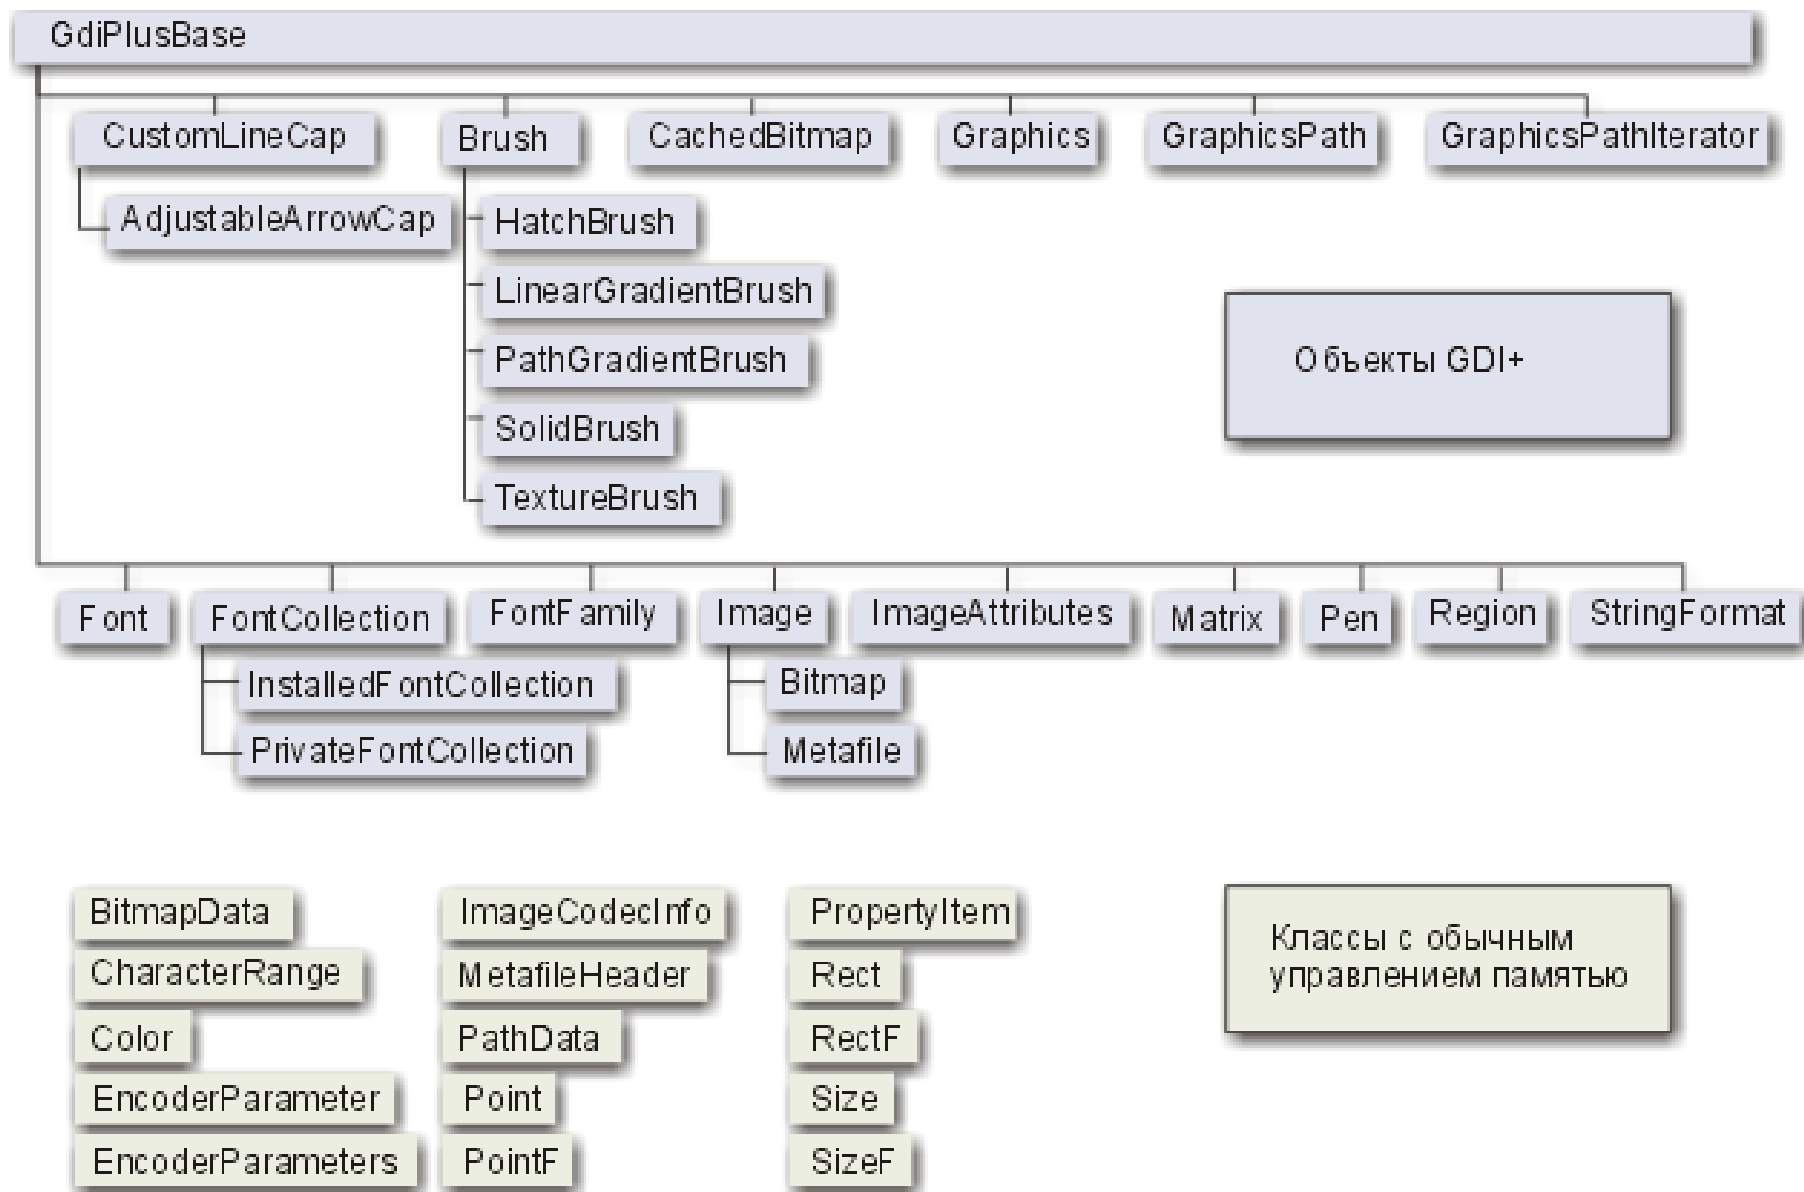 GdiPlusBase
CustomLineCap
Brush
CachedBitmap
Graphics
GraphicsPath
GraphicsPathIterator
AdjustableArrowCap
HatchBrush
LinearGradientBrush
PathGradientBrush
SolidBrush
TextureBrush
Объекты GDI+
Font
FontCollection
FontFamily
Image
ImageAttributes
Matrix
Pen
Region
StringFormat
InstalledFontCollection
PrivateFontCollection
Bitmap
Metafile
BitmapData
CharacterRange
Color
EncoderParameter
EncoderParameters
ImageCodecInfo
MetafileHeader
PathData
Point
PointF
PropertyItem
Rect
RectF
Size
SizeF
Классы с обычным
управлением памятью